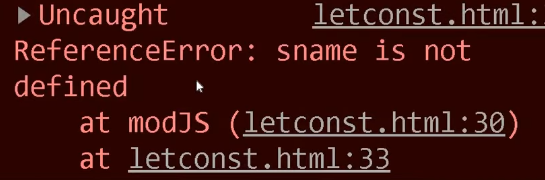 ▶Uncaught letconst.html:
ReferenceError: sname is not
defined
at modJS (letconst.html:30)
at letconst.html:33